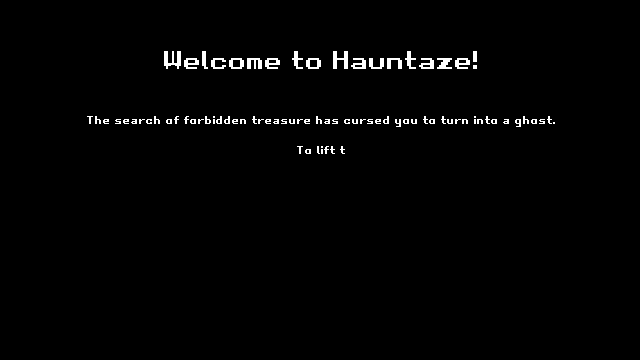 Welcome to Hauntaze!
The search of forbidden treasure has cursed you to turn into a ghost.
To lift t